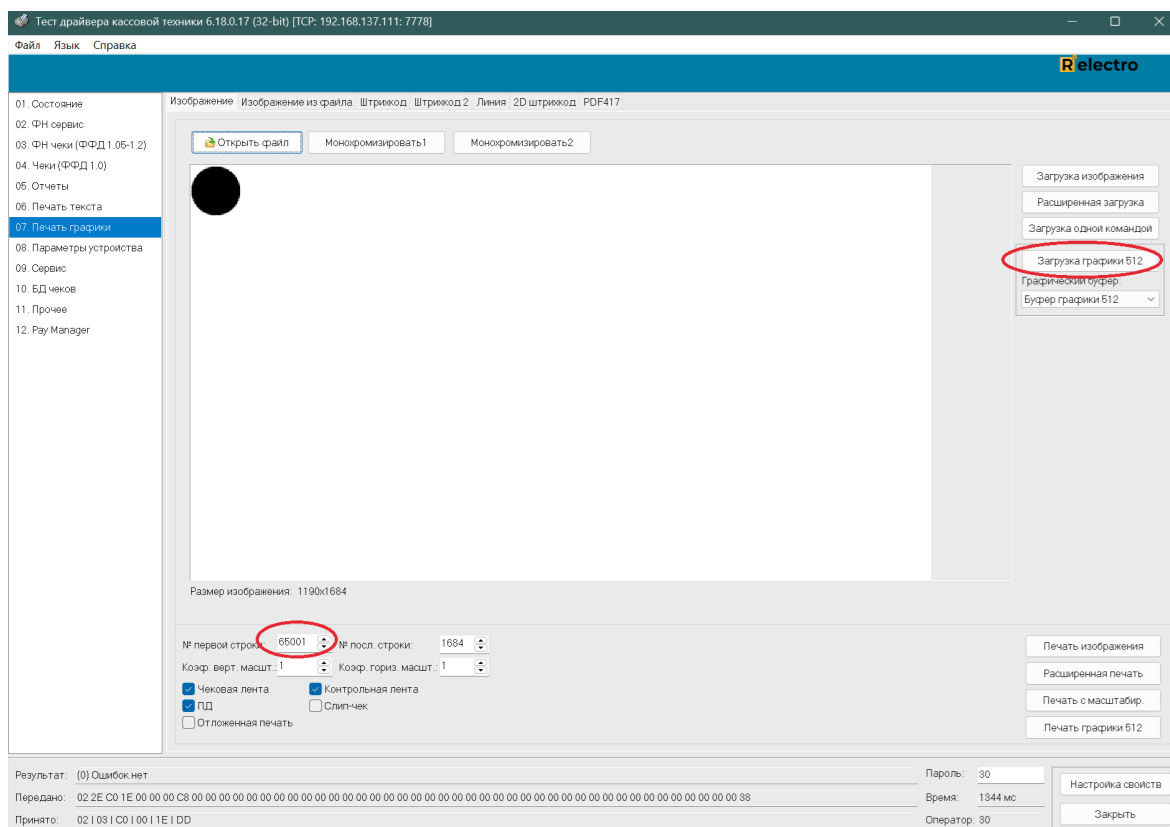 Тест драйвера кассовой техники 6.18.0.17 (32-bit) [TCP: 192.168.137.111: 7778]
Файл Язык Справка
R electro
01. Состояние
02. ФН сервис
03. ФН чеки (ФФД 1.05-1.2)
04. Чеки (ФФД 1.0)
05. Отчеты
06. Печать текста
07. Печать графики
08. Параметры устройства
09. Сервис
10. БД чеков
11. Прочее
12. Pay Manager
Изображение Изображение из файла Штрихкод Штрихкод 2 Линия 2D штрихкод PDF417
Открыть файл Монохромизировать1 Монохромизировать2
Загрузка изображения
Расширенная загрузка
Загрузка одной командой
Загрузка графики 512
Графический буфер:
Буфер графики 512
Размер изображения: 1190x1684
№ первой строки: 65001 № посл. строки: 1684
Коэф. верт. масшт.: 1 Коэф. гориз. масшт.: 1
Чековая лента Контрольная лента
ПД Слип-чек
Отложенная печать
Печать изображения
Расширенная печать
Печать с масштабир.
Печать графики 512
Результат: (0) Ошибок нет
Передано: 02 2E C0 1E 00 00 00 C8 00 00 00 00 00 00 00 00 00 00 00 00 00 00 00 00 00 00 00 00 00 00 00 00 00 00 00 00 00 00 00 00 00 00 00 00 00 00 00 00 38
Принято: 02 | 03 | C0 | 00 | 1E | DD
Пароль: 30
Время: 1344 мс
Оператор: 30
Настройка свойств
Закрыть